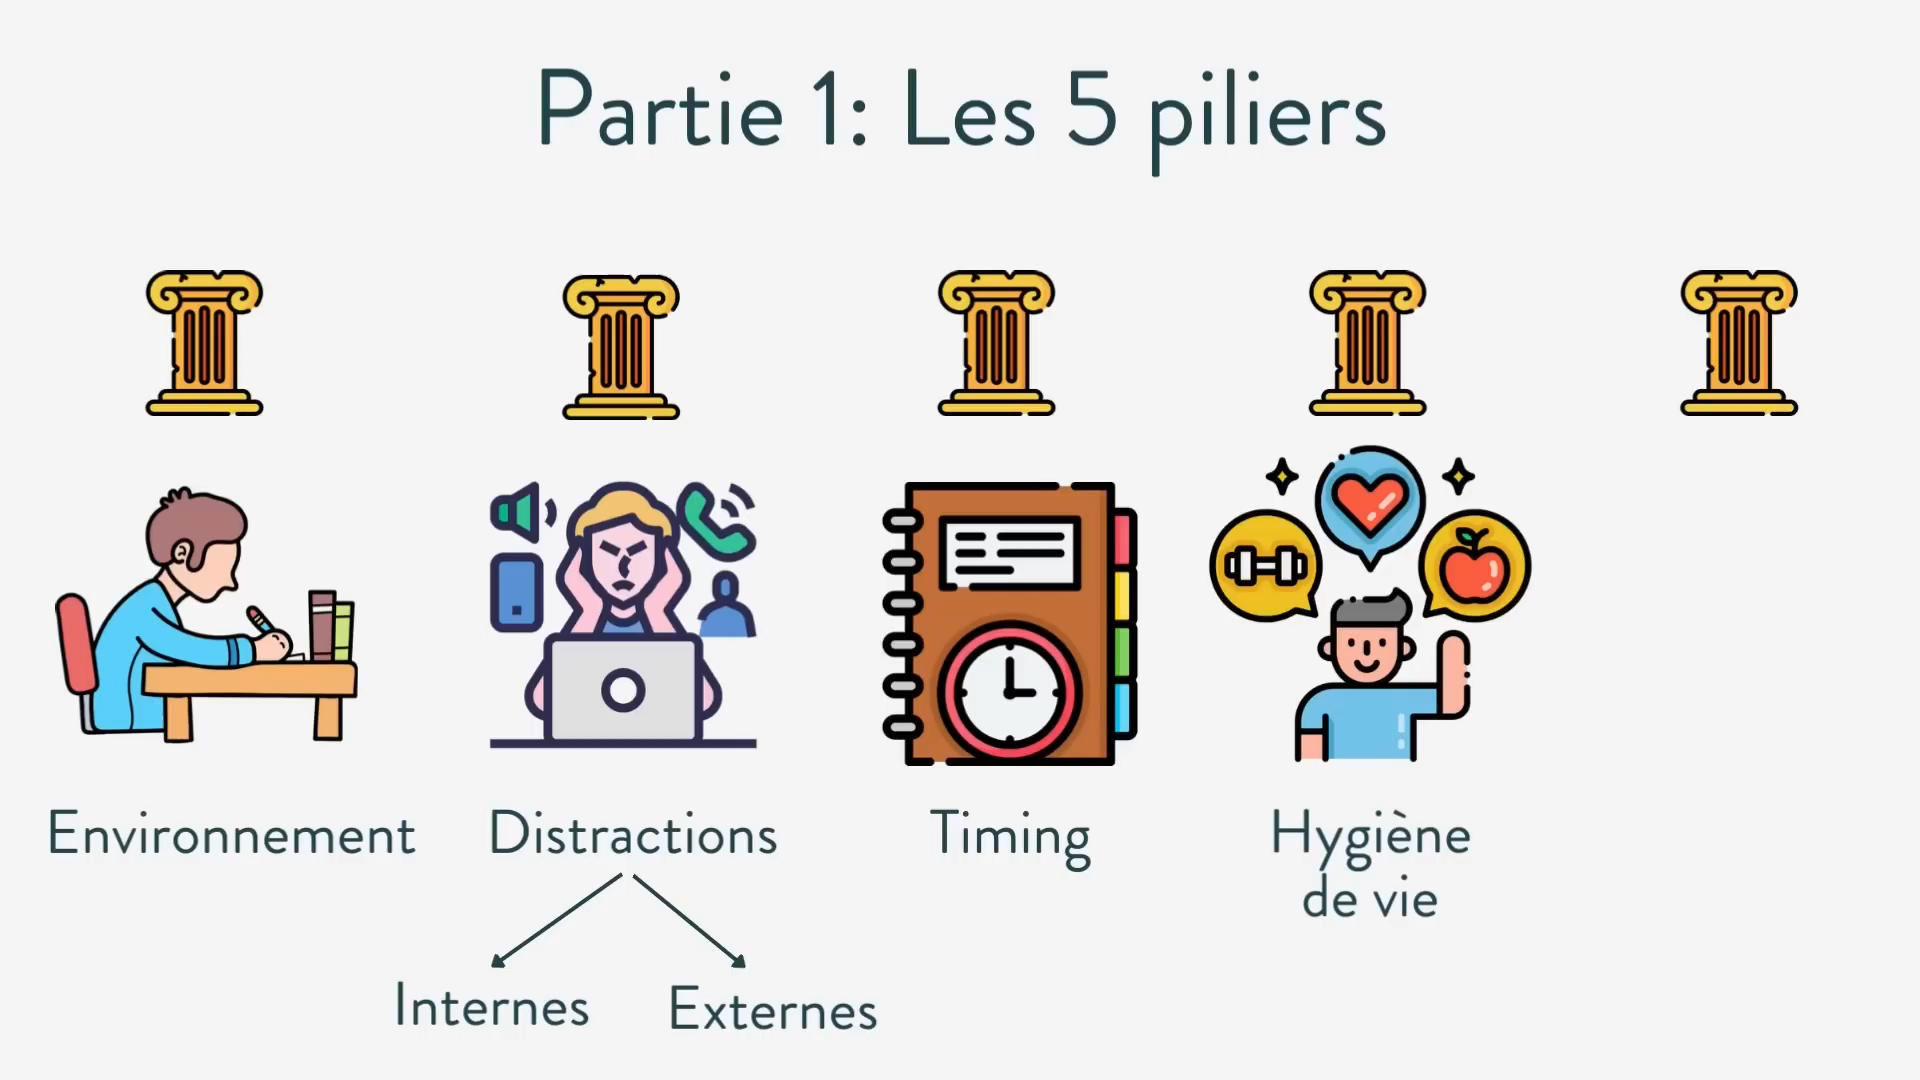 Partie 1: Les 5 piliers
Environnement
Distractions
Timing
Hygiène
de vie
Internes
Externes